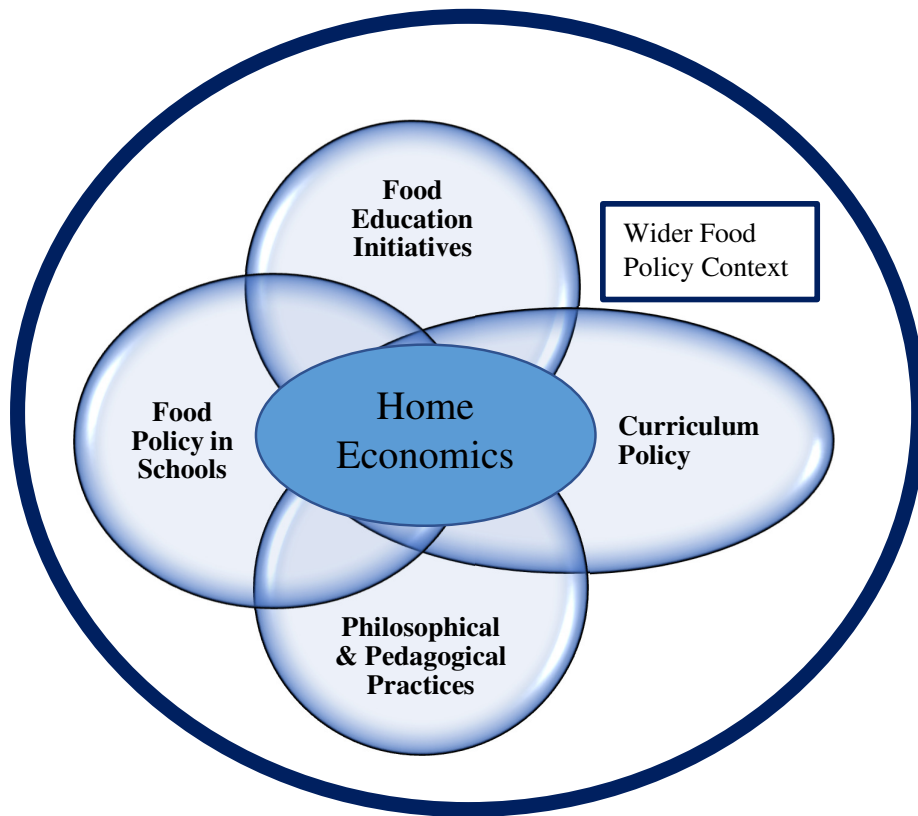 Food
Education
Initiatives
Wider Food
Policy Context
Food
Policy in
Schools
Home
Economics
Curriculum
Policy
Philosophical
& Pedagogical
Practices